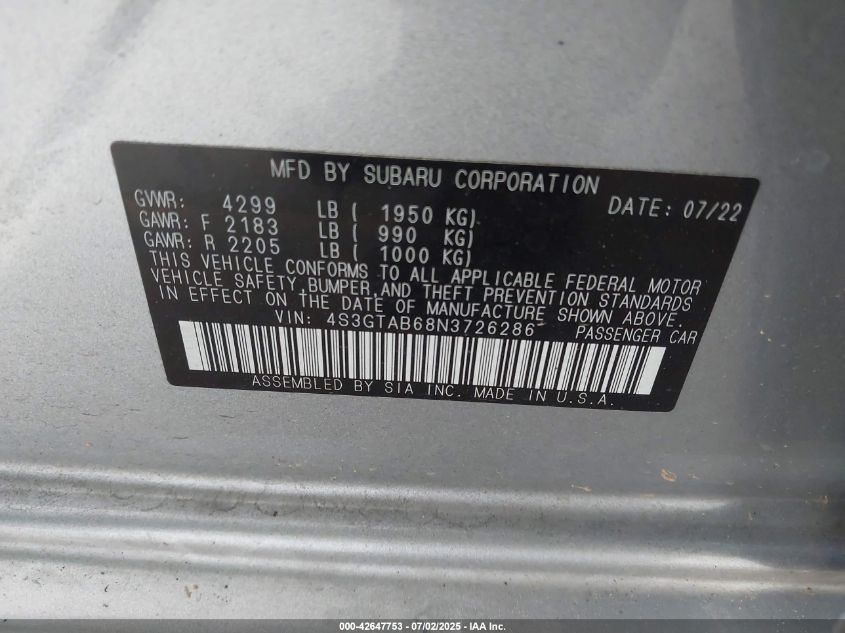 MFD BY SUBARU CORPORATION
GVWR: 4299 LB ( 1950 KG) DATE: 07/22
GAWR: F 2183 LB ( 990 KG)
GAWR: R 2205 LB ( 1000 KG)
THIS VEHICLE CONFORMS TO ALL APPLICABLE FEDERAL MOTOR
VEHICLE SAFETY, BUMPER, AND THEFT PREVENTION STANDARDS
IN EFFECT ON THE DATE OF MANUFACTURE SHOWN ABOVE.
VIN: 4S3GTAB68N3726286 PASSENGER CAR
ASSEMBLED BY SIA INC. MADE IN U.S.A.
000-42647753 - 07/02/2025 - IAA Inc.